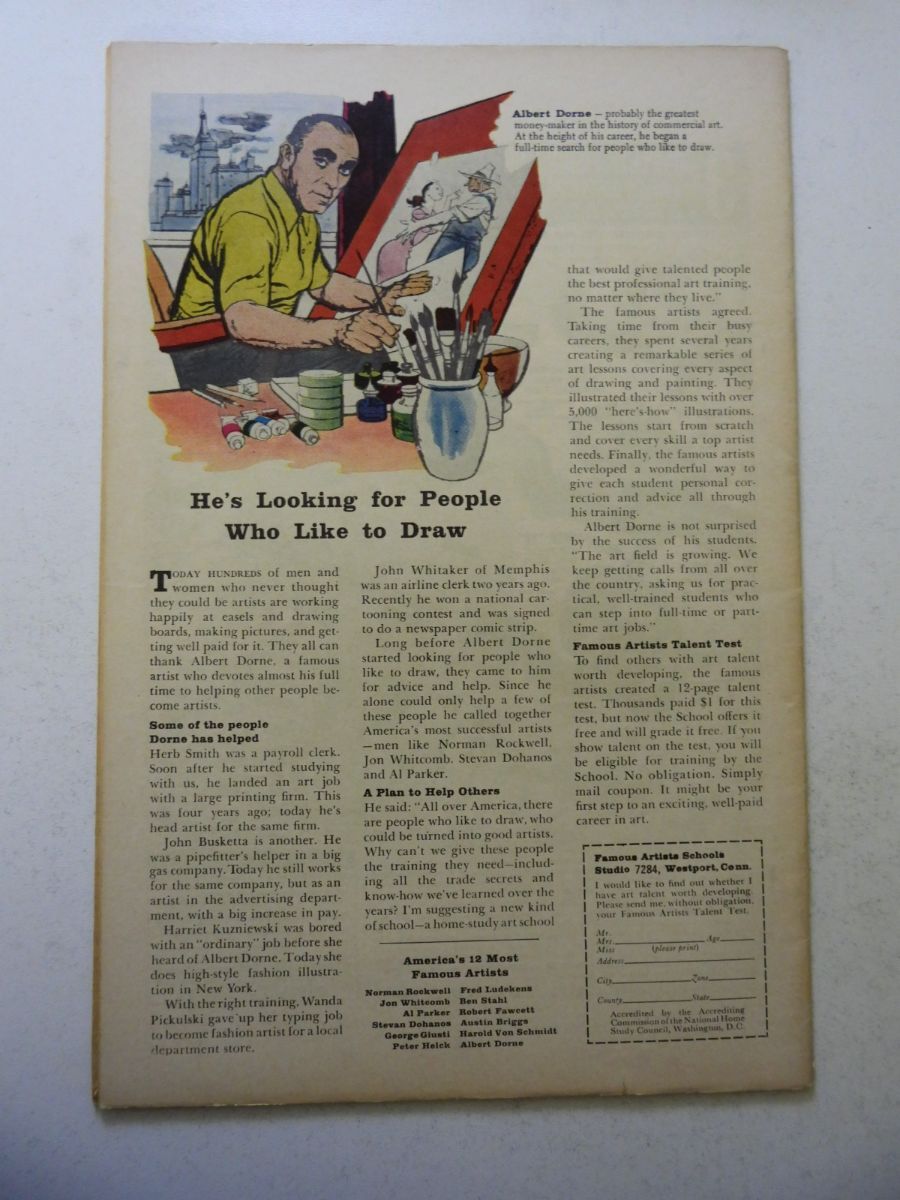 Albert Dorne — probably the greatest
money-maker in the history of commercial art.
At the height of his career, he began a
full-time search for people who like to draw.
He's Looking for People
Who Like to Draw
TODAY HUNDREDS of men and
women who never thought
they could be artists are working
happily at easels and drawing
boards, making pictures, and get-
ting well paid for it. They all can
thank Albert Dorne, a famous
artist who devotes almost his full
time to helping other people be-
come artists.
Some of the people
Dorne has helped
Herb Smith was a payroll clerk.
Soon after he started studying
with us, he landed an art job
with a large printing firm. This
was four years ago; today he's
head artist for the same firm.
John Busketta is another. He
was a pipefitter's helper in a big
gas company. Today he still works
for the same company, but as an
artist in the advertising depart-
ment, with a big increase in pay.
Harriet Kuzniewski was bored
with an "ordinary" job before she
heard of Albert Dorne. Today she
does high-style fashion illustra-
tion in New York.
With the right training, Wanda
Pickulski gave up her typing job
to become fashion artist for a local
department store.
John Whitaker of Memphis
was an airline clerk two years ago.
Recently he won a national car-
tooning contest and was signed
to do a newspaper comic strip.
Long before Albert Dorne
started looking for people who
like to draw, they came to him
for advice and help. Since he
alone could only help a few of
these people he called together
America's most successful artists
—men like Norman Rockwell,
Jon Whitcomb, Stevan Dohanos
and Al Parker.
A Plan to Help Others
He said: "All over America, there
are people who like to draw, who
could be turned into good artists.
Why can't we give these people
the training they need—includ-
ing all the trade secrets and
know-how we've learned over the
years? I'm suggesting a new kind
of school—a home-study art school
America's 12 Most
Famous Artists
Norman Rockwell Fred Ludekens
Jon Whitcomb Ben Stahl
Al Parker Robert Fawcett
Stevan Dohanos Austin Briggs
George Giusti Harold Von Schmidt
Peter Helck Albert Dorne
that would give talented people
the best professional art training,
no matter where they live."
The famous artists agreed.
Taking time from their busy
careers, they spent several years
creating a remarkable series of
art lessons covering every aspect
of drawing and painting. They
illustrated their lessons with over
5,000 "here's-how" illustrations.
The lessons start from scratch
and cover every skill a top artist
needs. Finally, the famous artists
developed a wonderful way to
give each student personal cor-
rection and advice all through
his training.
Albert Dorne is not surprised
by the success of his students.
"The art field is growing. We
keep getting calls from all over
the country, asking us for prac-
tical, well-trained students who
can step into full-time or part-
time art jobs."
Famous Artists Talent Test
To find others with art talent
worth developing, the famous
artists created a 12-page talent
test. Thousands paid $1 for this
test, but now the School offers it
free and will grade it free. If you
show talent on the test, you will
be eligible for training by the
School. No obligation. Simply
mail coupon. It might be your
first step to an exciting, well-paid
career in art.
Famous Artists Schools
Studio 7284, Westport, Conn.
I would like to find out whether I
have art talent worth developing.
Please send me, without obligation,
your Famous Artists Talent Test.
Mr.
Mrs. Age
Miss (please print)
Address
City Zone
County State
Accredited by the Accrediting
Commission of the National Home
Study Council, Washington, D.C.